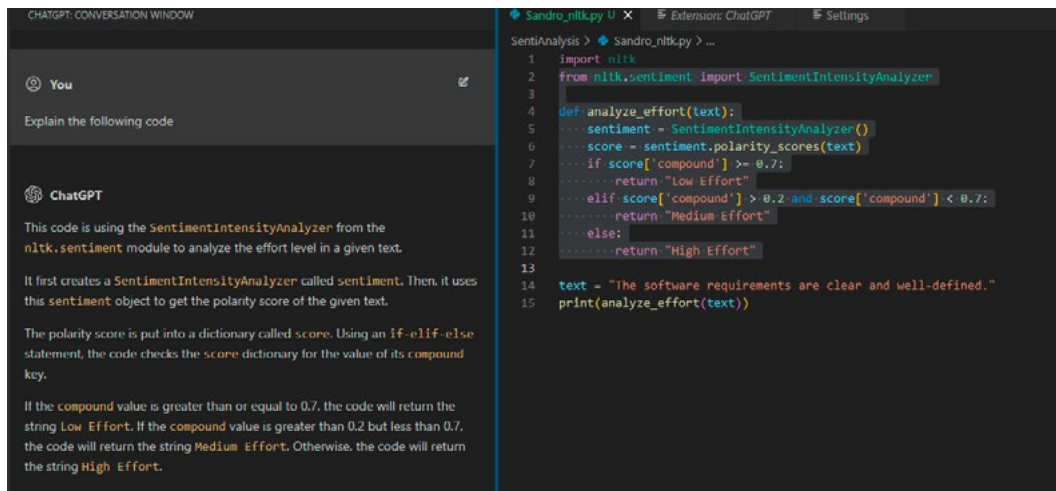 CHATGPT: CONVERSATION WINDOW
You
Explain the following code
ChatGPT
This code is using the SentimentIntensityAnalyzer from the
nltk.sentiment module to analyze the effort level in a given text.
It first creates a SentimentIntensityAnalyzer called sentiment. Then, it uses
this sentiment object to get the polarity score of the given text.
The polarity score is put into a dictionary called score. Using an if-elif-else
statement, the code checks the score dictionary for the value of its compound
key.
If the compound value is greater than or equal to 0.7, the code will return the
string Low Effort. If the compound value is greater than 0.2 but less than 0.7,
the code will return the string Medium Effort. Otherwise, the code will return
the string High Effort.
Sandro_nltk.py U X Extension: ChatGPT Settings
SentiAnalysis > Sandro_nltk.py > ...
1 import nltk
2 from nltk.sentiment import SentimentIntensityAnalyzer
3
4 def analyze_effort(text):
5 sentiment = SentimentIntensityAnalyzer()
6 score = sentiment.polarity_scores(text)
7 if score['compound'] >= 0.7:
8 return "Low Effort"
9 elif score['compound'] > 0.2 and score['compound'] < 0.7:
10 return "Medium Effort"
11 else:
12 return "High Effort"
13
14 text = "The software requirements are clear and well-defined."
15 print(analyze_effort(text))